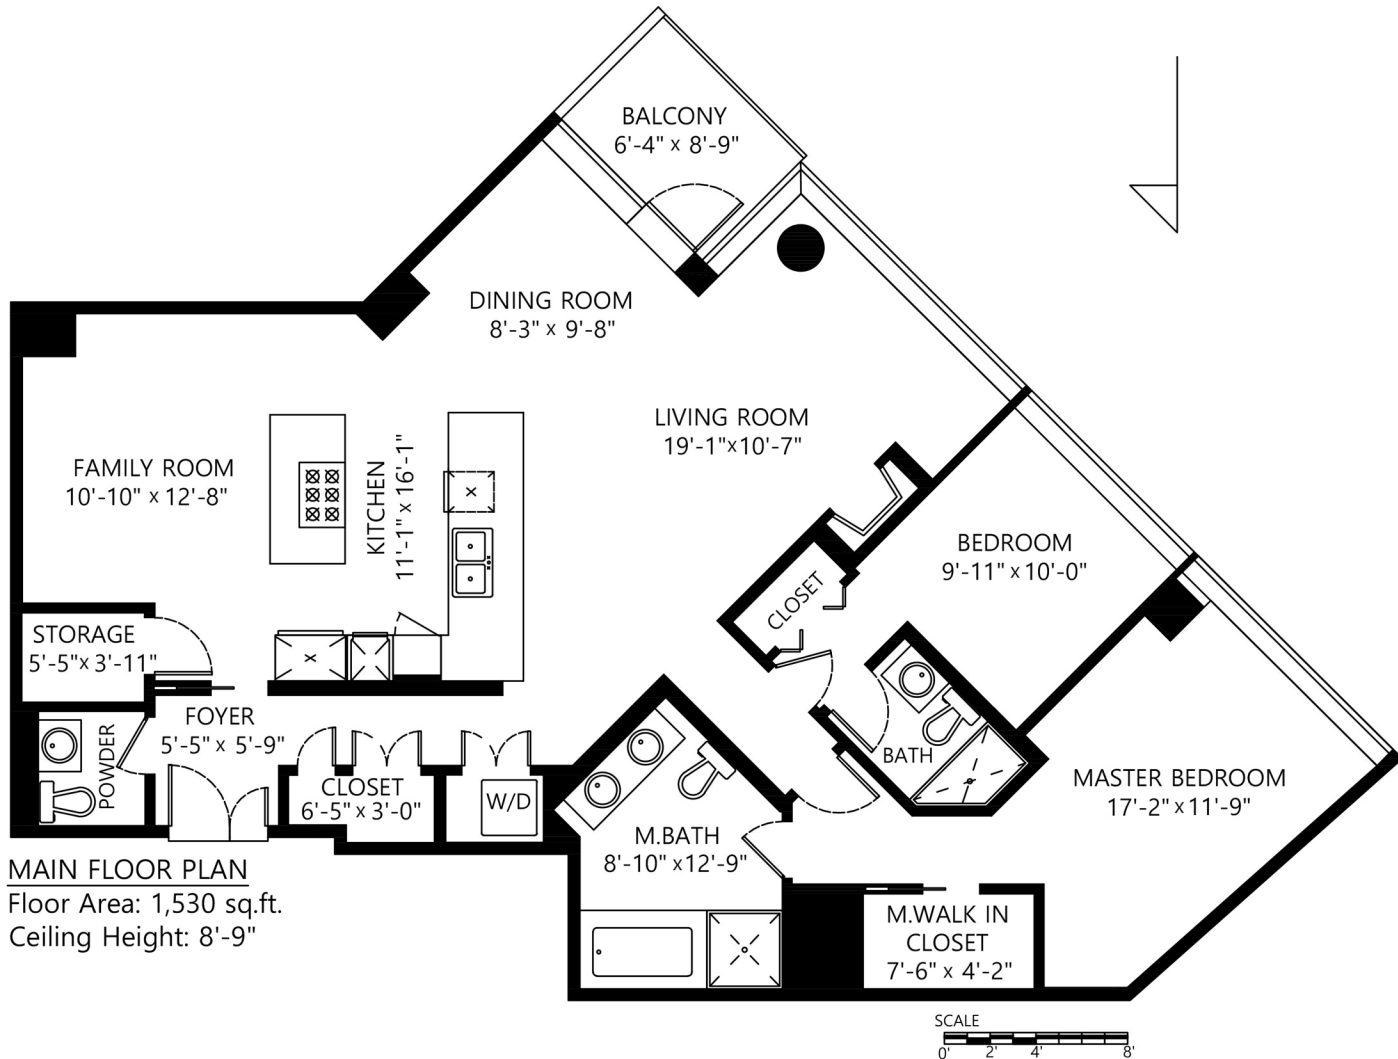 BALCONY
6'-4" x 8'-9"
DINING ROOM
8'-3" x 9'-8"
LIVING ROOM
19'-1"x10'-7"
FAMILY ROOM
10'-10" x 12'-8"
KITCHEN
11'-1" x 16'-1"
BEDROOM
9'-11" x 10'-0"
CLOSET
STORAGE
5'-5"x 3'-11"
FOYER
5'-5" x 5'-9"
POWDER
CLOSET
6'-5" x 3'-0"
W/D
BATH
M.BATH
8'-10" x12'-9"
MASTER BEDROOM
17'-2" x11'-9"
M.WALK IN
CLOSET
7'-6" x 4'-2"
MAIN FLOOR PLAN
Floor Area: 1,530 sq.ft.
Ceiling Height: 8'-9"
SCALE
0' 2' 4' 8'